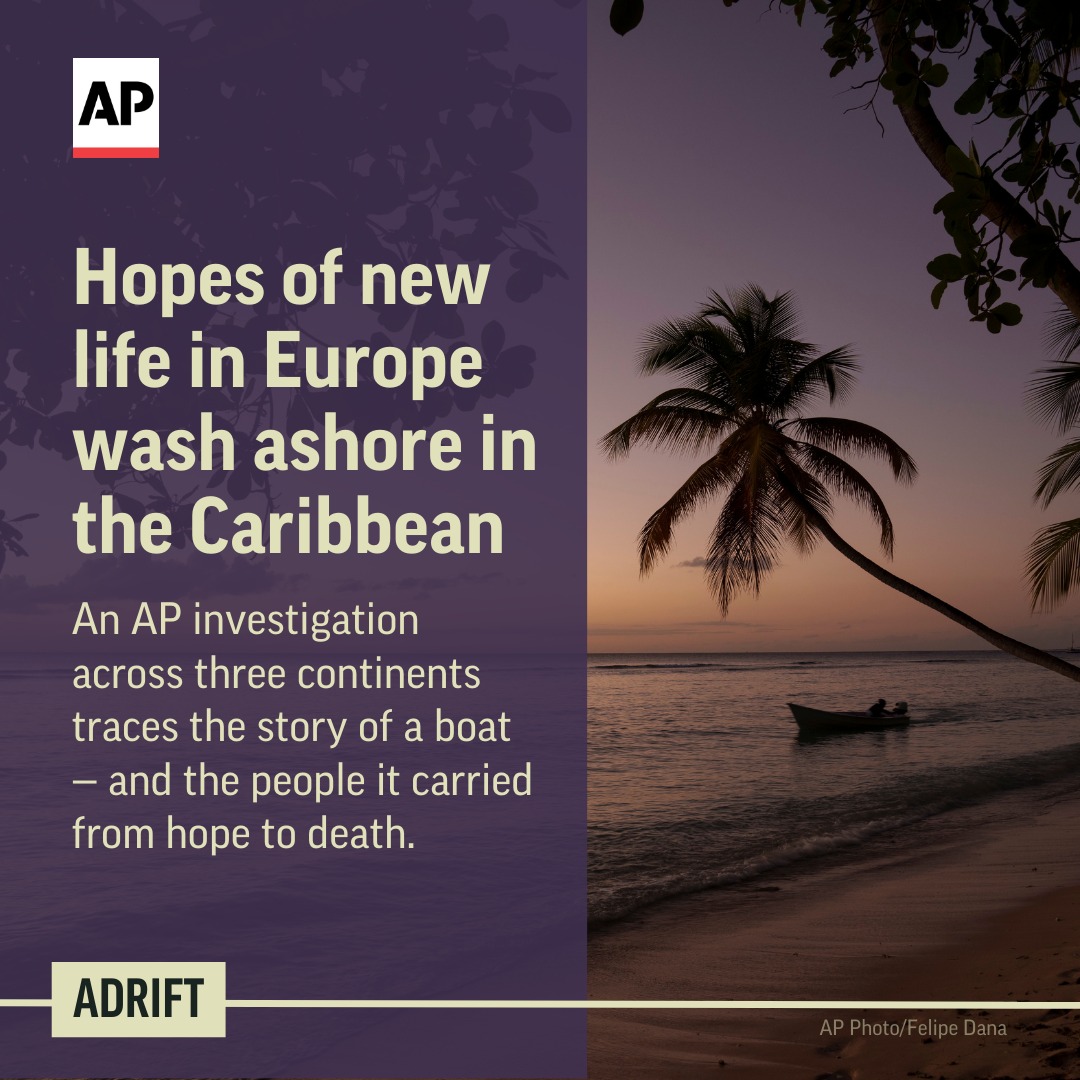 AP
Hopes of new
life in Europe
wash ashore in
the Caribbean
An AP investigation
across three continents
traces the story of a boat
– and the people it carried
from hope to death.
ADRIFT
AP Photo/Felipe Dana